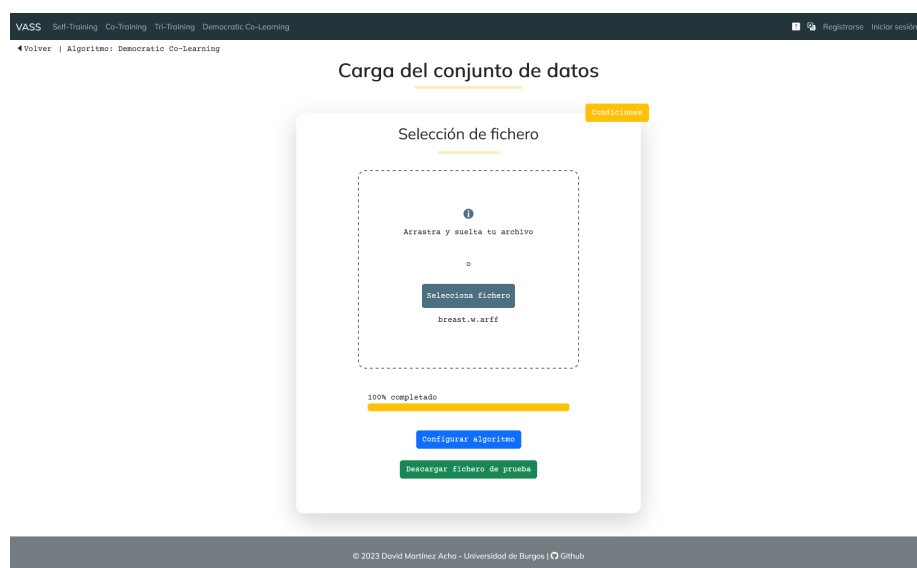 VASS Self-Training Co-Training Tri-Training Democratic Co-Learning Registrarse Iniciar sesión
Volver | Algoritmo: Democratic Co-Learning
Carga del conjunto de datos
Condiciones
Selección de fichero
Arrastra y suelta tu archivo
o
Selecciona fichero
breast.w.arff
100% completado
Configurar algoritmo
Descargar fichero de prueba
© 2023 David Martínez Acha - Universidad de Burgos | Github